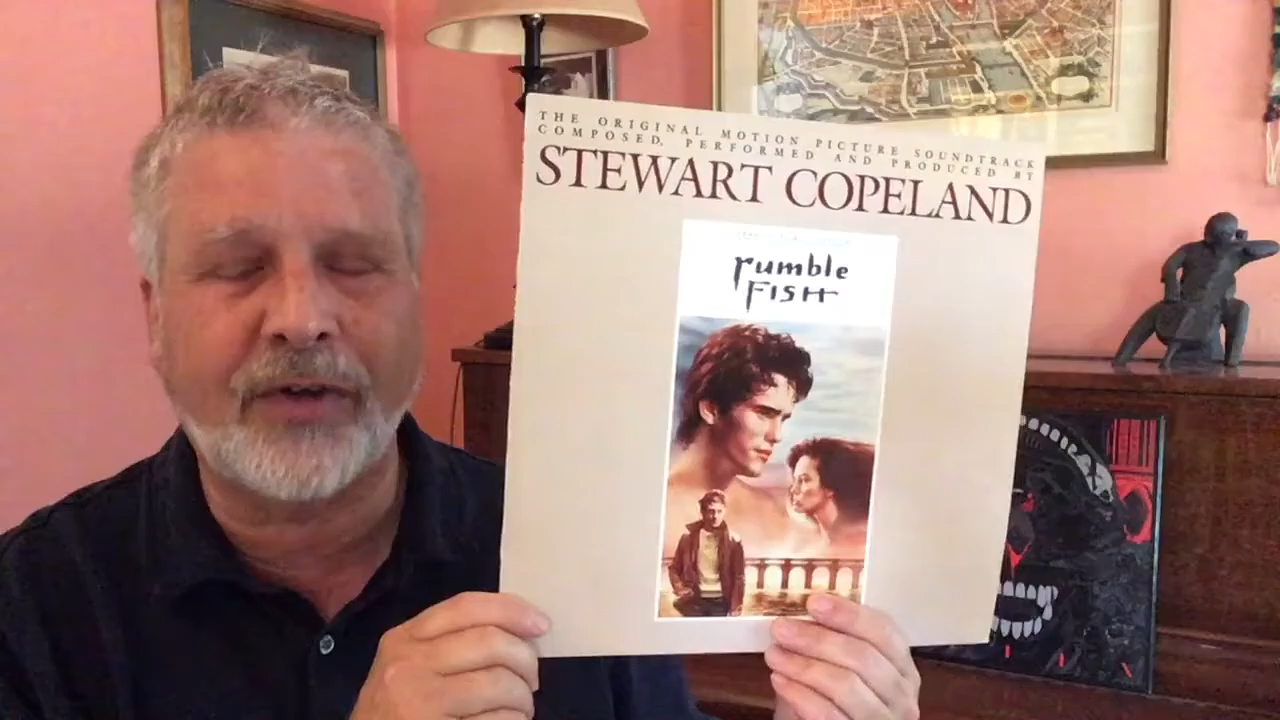 THE ORIGINAL MOTION PICTURE SOUNDTRACK
COMPOSED, PERFORMED AND PRODUCED BY
STEWART COPELAND
rumble
FISH